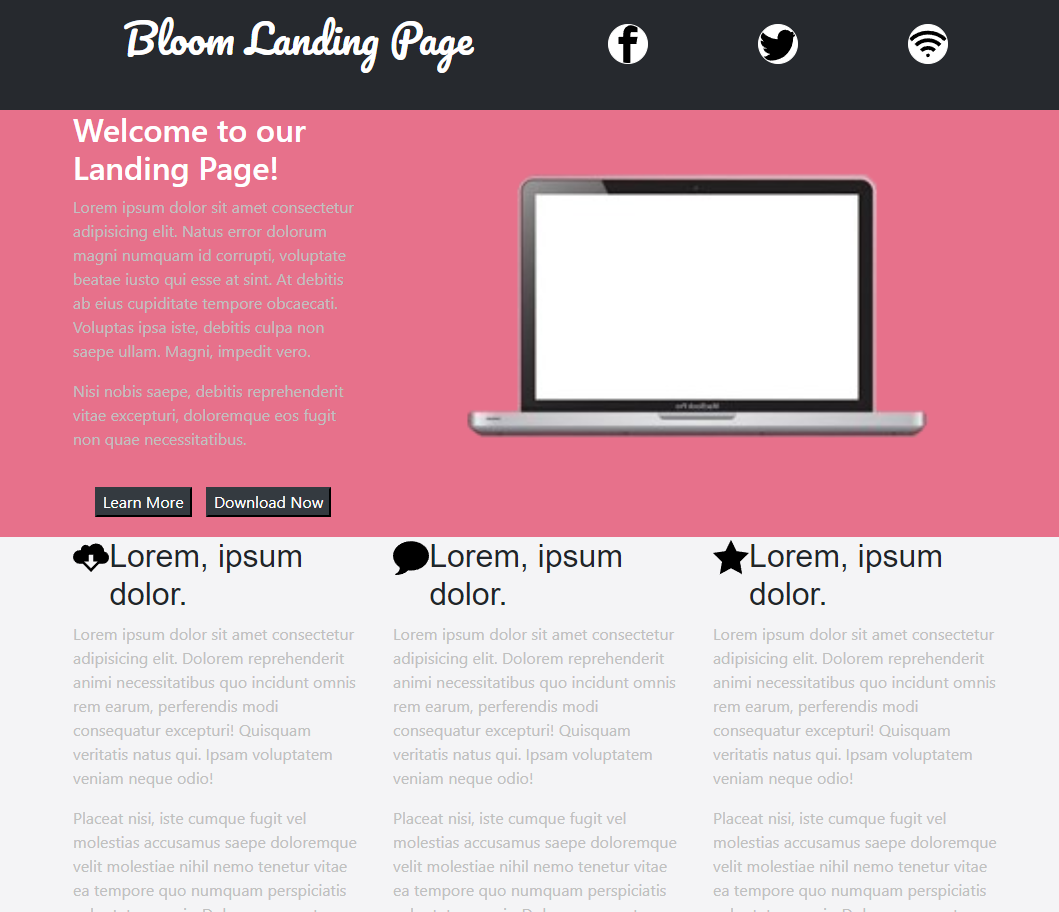 Bloom Landing Page
Welcome to our
Landing Page!
Lorem ipsum dolor sit amet consectetur
adipisicing elit. Natus error dolorum
magni numquam id corrupti, voluptate
beatae iusto qui esse at sint. At debitis
ab eius cupiditate tempore obcaecati.
Voluptas ipsa iste, debitis culpa non
saepe ullam. Magni, impedit vero.
Nisi nobis saepe, debitis reprehenderit
vitae excepturi, doloremque eos fugit
non quae necessitatibus.
Learn More
Download Now
Lorem, ipsum
dolor.
Lorem ipsum dolor sit amet consectetur
adipisicing elit. Dolorem reprehenderit
animi necessitatibus quo incidunt omnis
rem earum, perferendis modi
consequatur excepturi! Quisquam
veritatis natus qui. Ipsam voluptatem
veniam neque odio!
Placeat nisi, iste cumque fugit vel
molestias accusamus saepe doloremque
velit molestiae nihil nemo tenetur vitae
ea tempore quo numquam perspiciatis
Lorem, ipsum
dolor.
Lorem ipsum dolor sit amet consectetur
adipisicing elit. Dolorem reprehenderit
animi necessitatibus quo incidunt omnis
rem earum, perferendis modi
consequatur excepturi! Quisquam
veritatis natus qui. Ipsam voluptatem
veniam neque odio!
Placeat nisi, iste cumque fugit vel
molestias accusamus saepe doloremque
velit molestiae nihil nemo tenetur vitae
ea tempore quo numquam perspiciatis
Lorem, ipsum
dolor.
Lorem ipsum dolor sit amet consectetur
adipisicing elit. Dolorem reprehenderit
animi necessitatibus quo incidunt omnis
rem earum, perferendis modi
consequatur excepturi! Quisquam
veritatis natus qui. Ipsam voluptatem
veniam neque odio!
Placeat nisi, iste cumque fugit vel
molestias accusamus saepe doloremque
velit molestiae nihil nemo tenetur vitae
ea tempore quo numquam perspiciatis